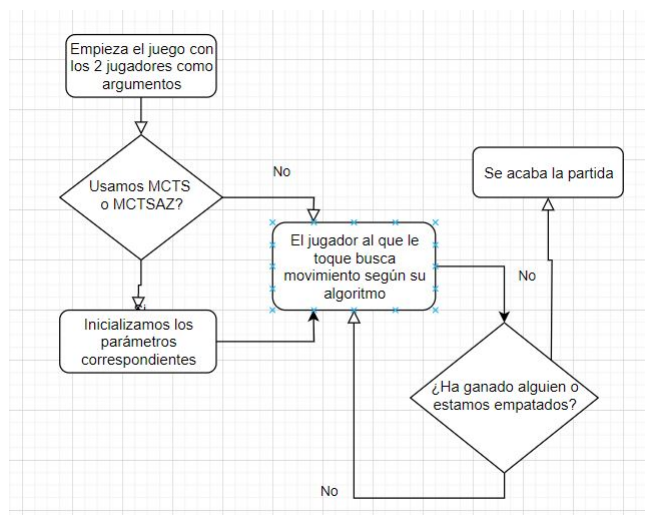 Empieza el juego con
los 2 jugadores como
argumentos
Usamos MCTS
o MCTSAZ?
No
Se acaba la partida
El jugador al que le
toque busca
movimiento según su
algoritmo
No
Inicializamos los
parámetros
correspondientes
¿Ha ganado alguien o
estamos empatados?
No